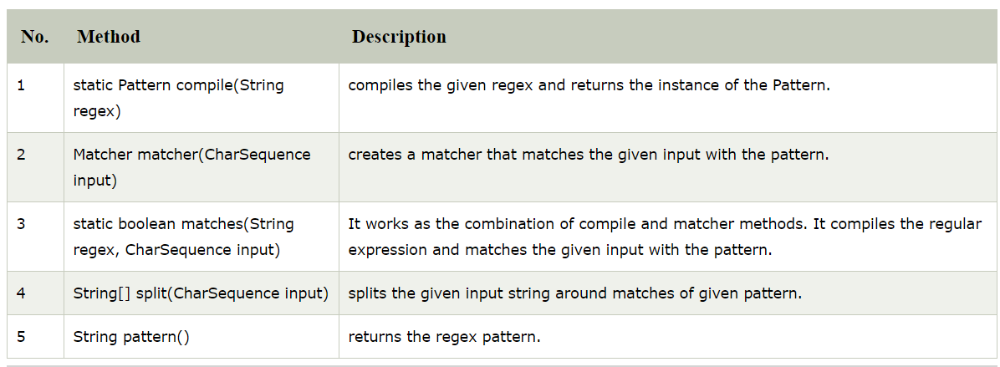 No. Method Description
1 static Pattern compile(String compiles the given regex and returns the instance of the Pattern.
regex)
2 Matcher matcher(CharSequence creates a matcher that matches the given input with the pattern.
input)
3 static boolean matches(String It works as the combination of compile and matcher methods. It compiles the regular
regex, CharSequence input) expression and matches the given input with the pattern.
4 String[] split(CharSequence input) splits the given input string around matches of given pattern.
5 String pattern() returns the regex pattern.